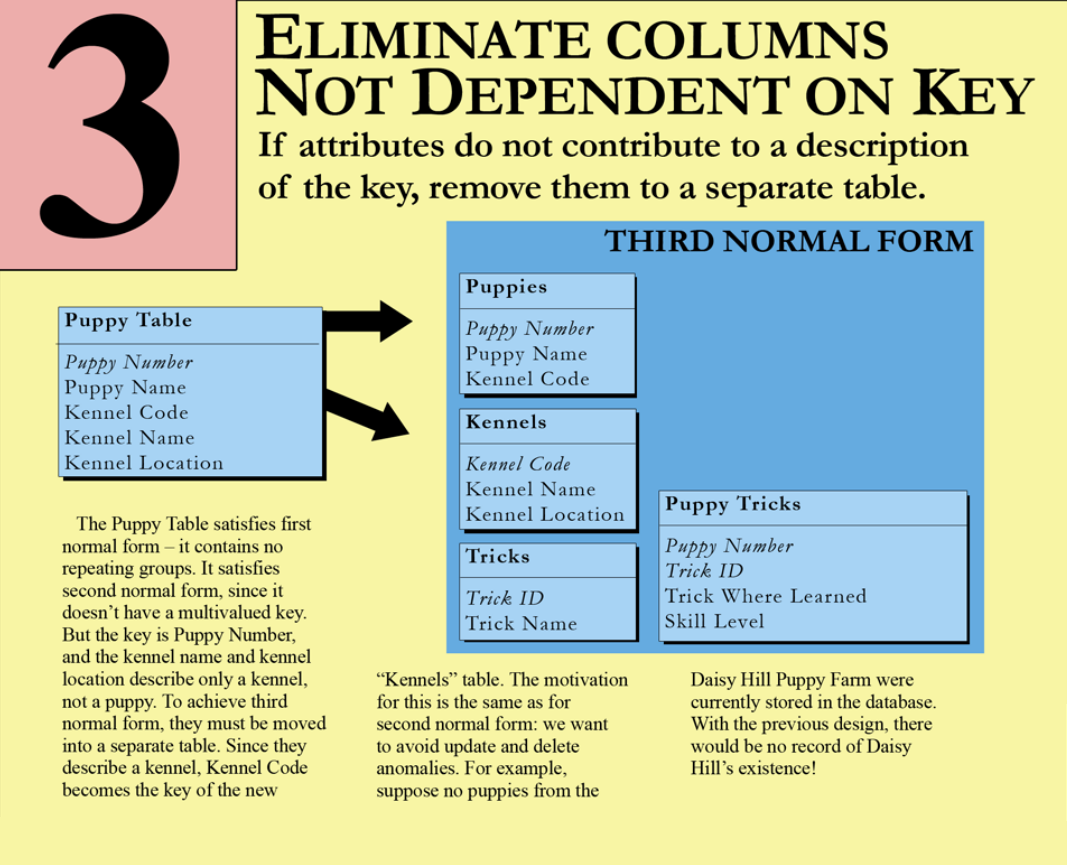 3
ELIMINATE COLUMNS
NOT DEPENDENT ON KEY
If attributes do not contribute to a description
of the key, remove them to a separate table.
THIRD NORMAL FORM
Puppy Table
Puppy Number
Puppy Name
Kennel Code
Kennel Name
Kennel Location
Puppies
Puppy Number
Puppy Name
Kennel Code
Kennels
Kennel Code
Kennel Name
Kennel Location
Tricks
Trick ID
Trick Name
Puppy Tricks
Puppy Number
Trick ID
Trick Where Learned
Skill Level
The Puppy Table satisfies first
normal form – it contains no
repeating groups. It satisfies
second normal form, since it
doesn’t have a multivalued key.
But the key is Puppy Number,
and the kennel name and kennel
location describe only a kennel,
not a puppy. To achieve third
normal form, they must be moved
into a separate table. Since they
describe a kennel, Kennel Code
becomes the key of the new
“Kennels” table. The motivation
for this is the same as for
second normal form: we want
to avoid update and delete
anomalies. For example,
suppose no puppies from the
Daisy Hill Puppy Farm were
currently stored in the database.
With the previous design, there
would be no record of Daisy
Hill’s existence!